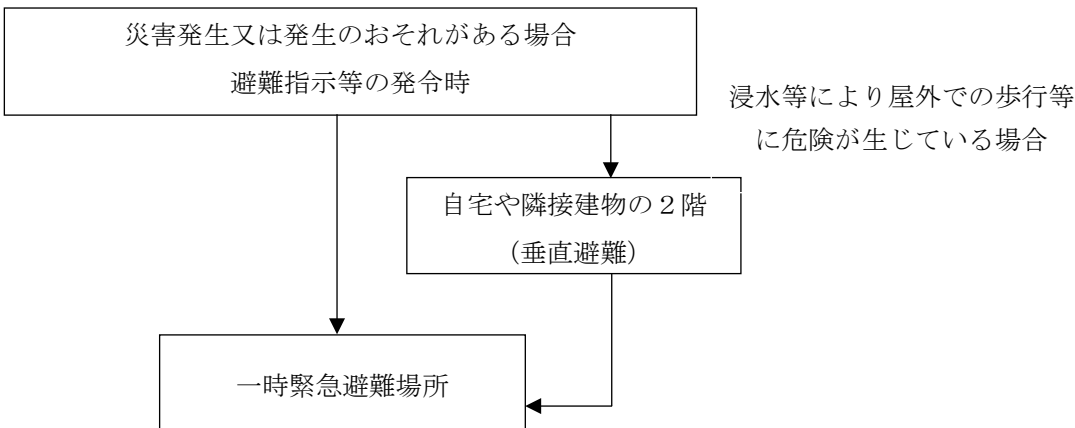 災害発生又は発生のおそれがある場合
避難指示等の発令時
浸水等により屋外での歩行等
に危険が生じている場合
自宅や隣接建物の２階
（垂直避難）
一時緊急避難場所